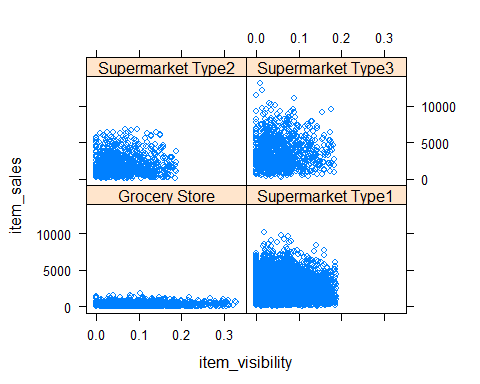 0.0 0.1 0.2 0.3
Supermarket Type2 Supermarket Type3
10000
5000
0
item_sales
Grocery Store Supermarket Type1
10000
5000
0
0.0 0.1 0.2 0.3
item_visibility